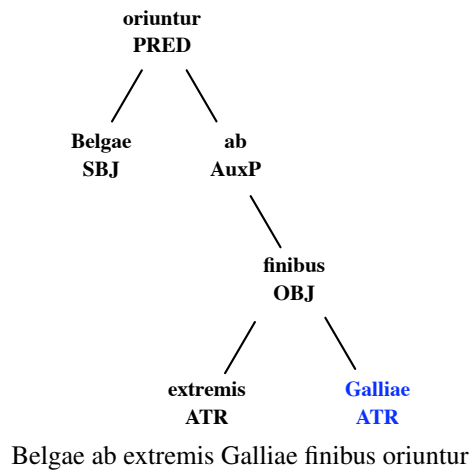 oriuntur
PRED
Belgae ab
SBJ AuxP
finibus
OBJ
extremis Galliae
ATR ATR
Belgae ab extremis Galliae finibus oriuntur